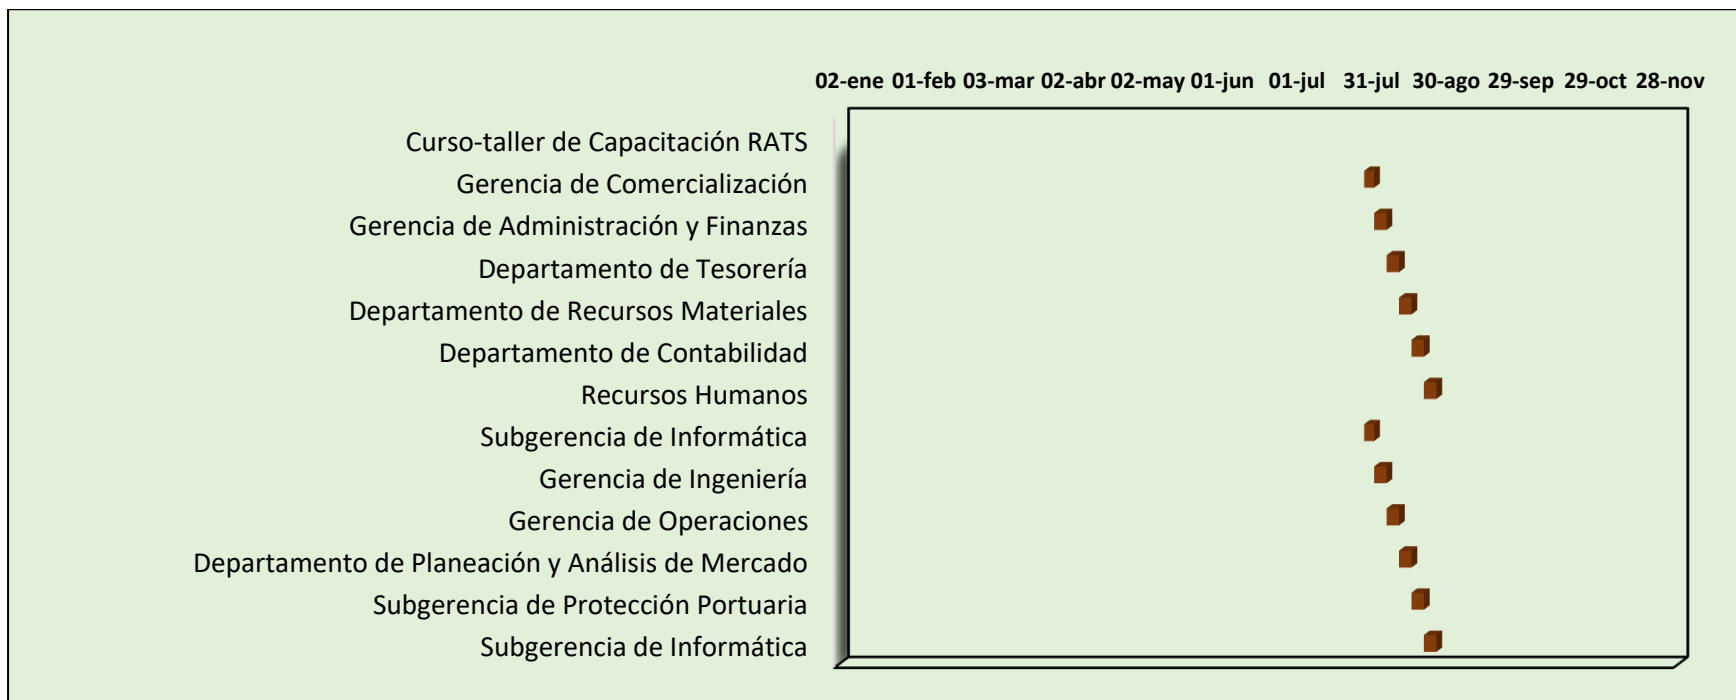 02-ene 01-feb 03-mar 02-abr 02-may 01-jun 01-jul 31-jul 30-ago 29-sep 29-oct 28-nov
Curso-taller de Capacitación RATS
Gerencia de Comercialización
Gerencia de Administración y Finanzas
Departamento de Tesorería
Departamento de Recursos Materiales
Departamento de Contabilidad
Recursos Humanos
Subgerencia de Informática
Gerencia de Ingeniería
Gerencia de Operaciones
Departamento de Planeación y Análisis de Mercado
Subgerencia de Protección Portuaria
Subgerencia de Informática